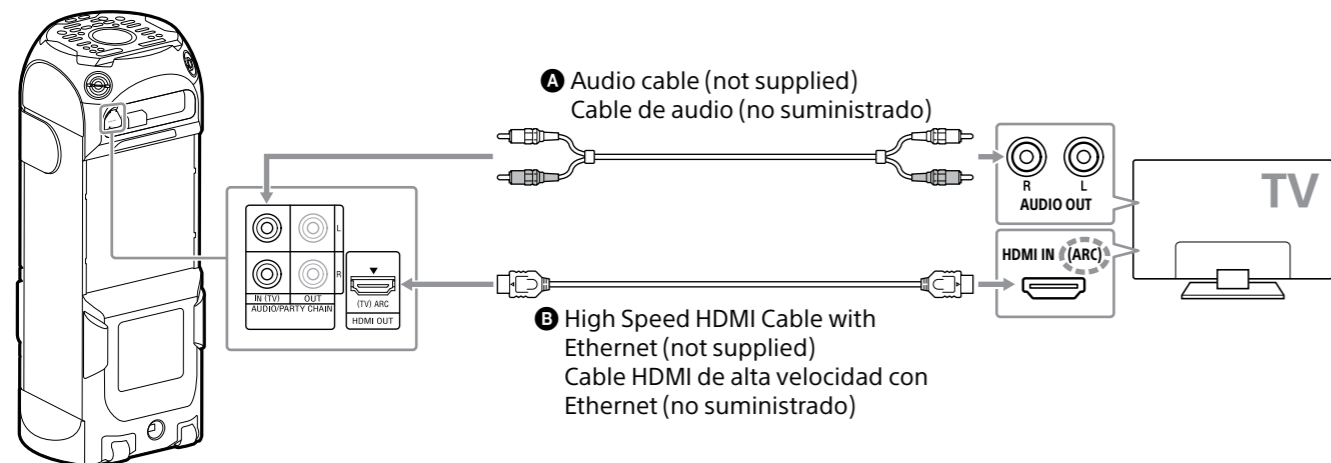 A Audio cable (not supplied)
Cable de audio (no suministrado)
R L
AUDIO OUT
TV
HDMI IN (ARC)
L
R
IN (TV) OUT
AUDIO/PARTY CHAIN
(TV) ARC
HDMI OUT
B High Speed HDMI Cable with
Ethernet (not supplied)
Cable HDMI de alta velocidad con
Ethernet (no suministrado)